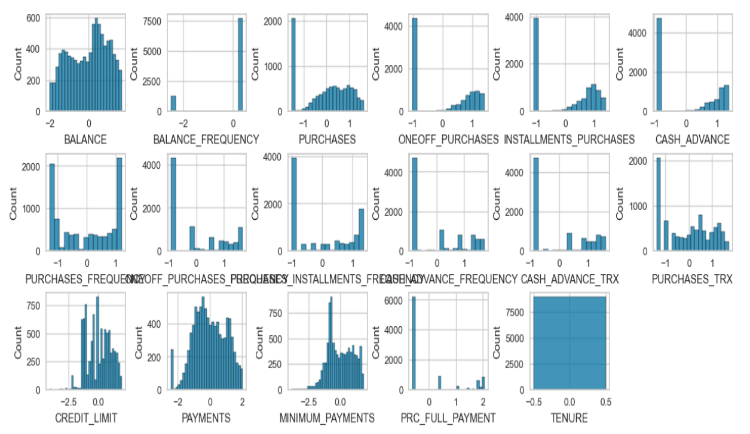 600 400 200 0 Count −2 0 BALANCE
7500 5000 2500 0 Count −2 0 BALANCE_FREQUENCY
2000 1000 0 Count −1 0 1 PURCHASES
4000 2000 0 Count −1 0 1 ONEOFF_PURCHASES
4000 2000 0 Count −1 0 1 INSTALLMENTS_PURCHASES
4000 2000 0 Count −1 0 1 CASH_ADVANCE
2000 1000 0 Count −1 0 1 PURCHASES_FREQUENCY
4000 2000 0 Count 0 1 ONEOFF_PURCHASES_FREQUENCY
4000 2000 0 Count 0 1 PURCHASES_INSTALLMENTS_FREQUENCY
4000 2000 0 Count 0 1 CASH_ADVANCE_FREQUENCY
4000 2000 0 Count 0 1 CASH_ADVANCE_TRX
2000 1000 0 Count −1 0 1 PURCHASES_TRX
750 500 250 0 Count −2.5 0.0 CREDIT_LIMIT
400 200 0 Count −2 0 2 PAYMENTS
750 500 250 0 Count −2.5 0.0 MINIMUM_PAYMENTS
6000 4000 2000 0 Count 0 1 2 PRC_FULL_PAYMENT
7500 5000 2500 0 Count −0.5 0.0 0.5 TENURE